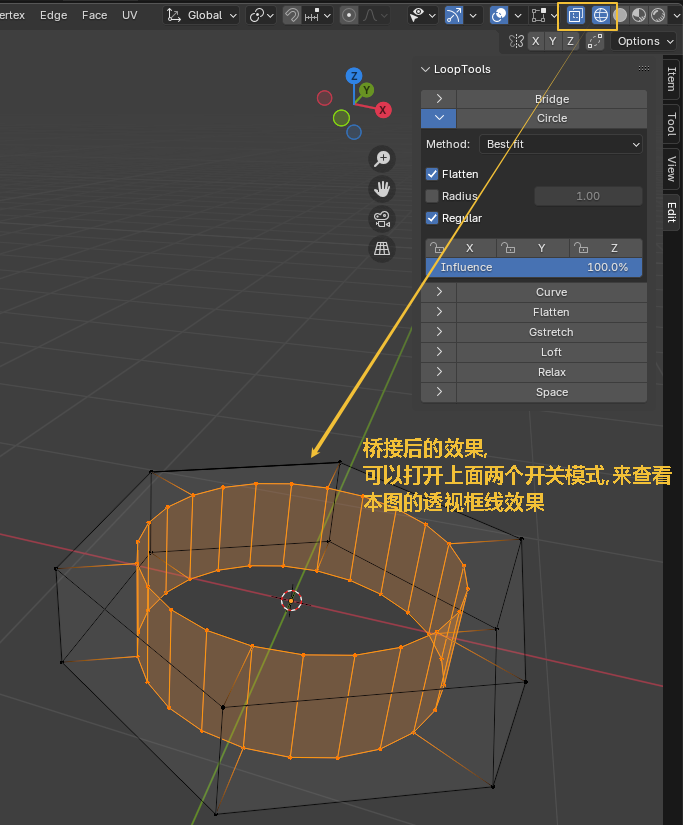 ertex Edge Face UV Global
X Y Z Options
LoopTools
Bridge
Circle
Method: Best fit
Flatten
Radius 1.00
Regular
X Y Z
Influence 100.0%
Curve
Flatten
Gstretch
Loft
Relax
Space
Item
Tool
View
Edit
Z
Y
X
桥接后的效果,
可以打开上面两个开关模式,来查看
本图的透视框线效果